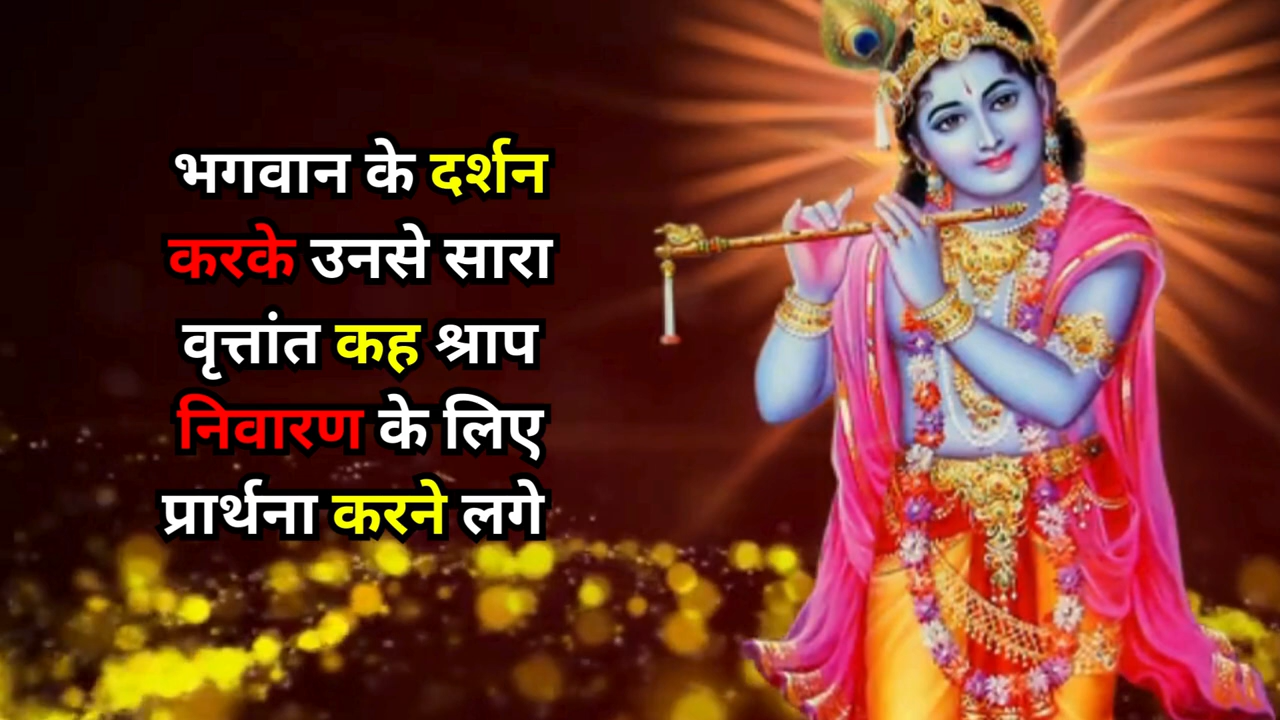 भगवान के दर्शन
करके उनसे सारा
वृत्तांत कह श्राप
निवारण के लिए
प्रार्थना करने लगे